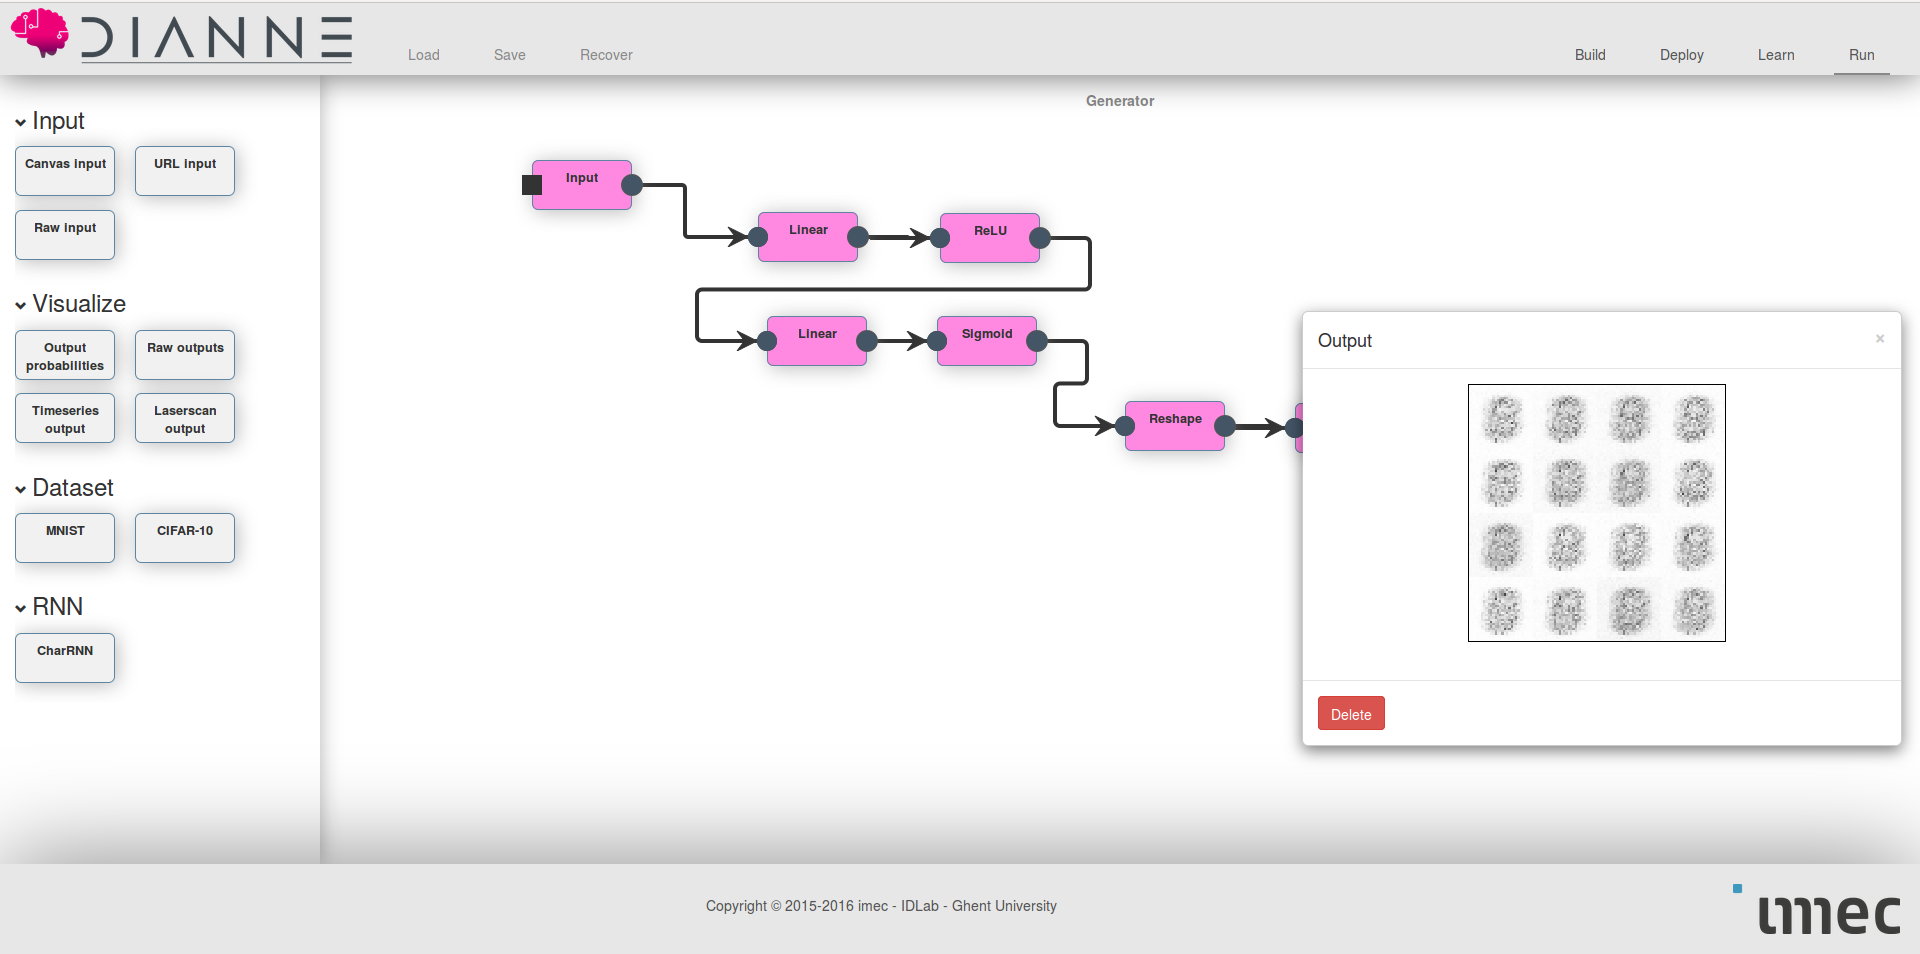 DIANNE
Load Save Recover Build Deploy Learn Run
Generator
Input
Canvas input
URL input
Raw input
Visualize
Output
probabilities
Raw outputs
Timeseries
output
Laserscan
output
Dataset
MNIST
CIFAR-10
RNN
CharRNN
Input
Linear
ReLU
Linear
Sigmoid
Reshape
Output
×
Delete
Copyright © 2015-2016 imec - IDLab - Ghent University
imec